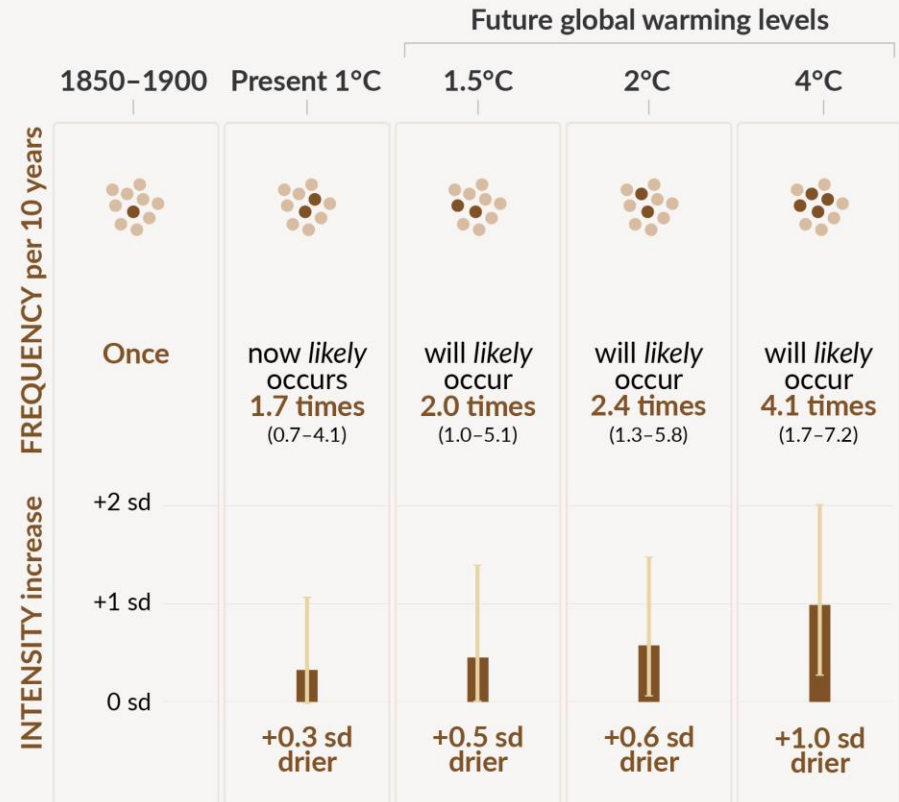 Future global warming levels
1850–1900
Present 1°C
1.5°C
2°C
4°C
FREQUENCY per 10 years
Once
now likely
occurs
1.7 times
(0.7–4.1)
will likely
occur
2.0 times
(1.0–5.1)
will likely
occur
2.4 times
(1.3–5.8)
will likely
occur
4.1 times
(1.7–7.2)
INTENSITY increase
+2 sd
+1 sd
0 sd
+0.3 sd
drier
+0.5 sd
drier
+0.6 sd
drier
+1.0 sd
drier